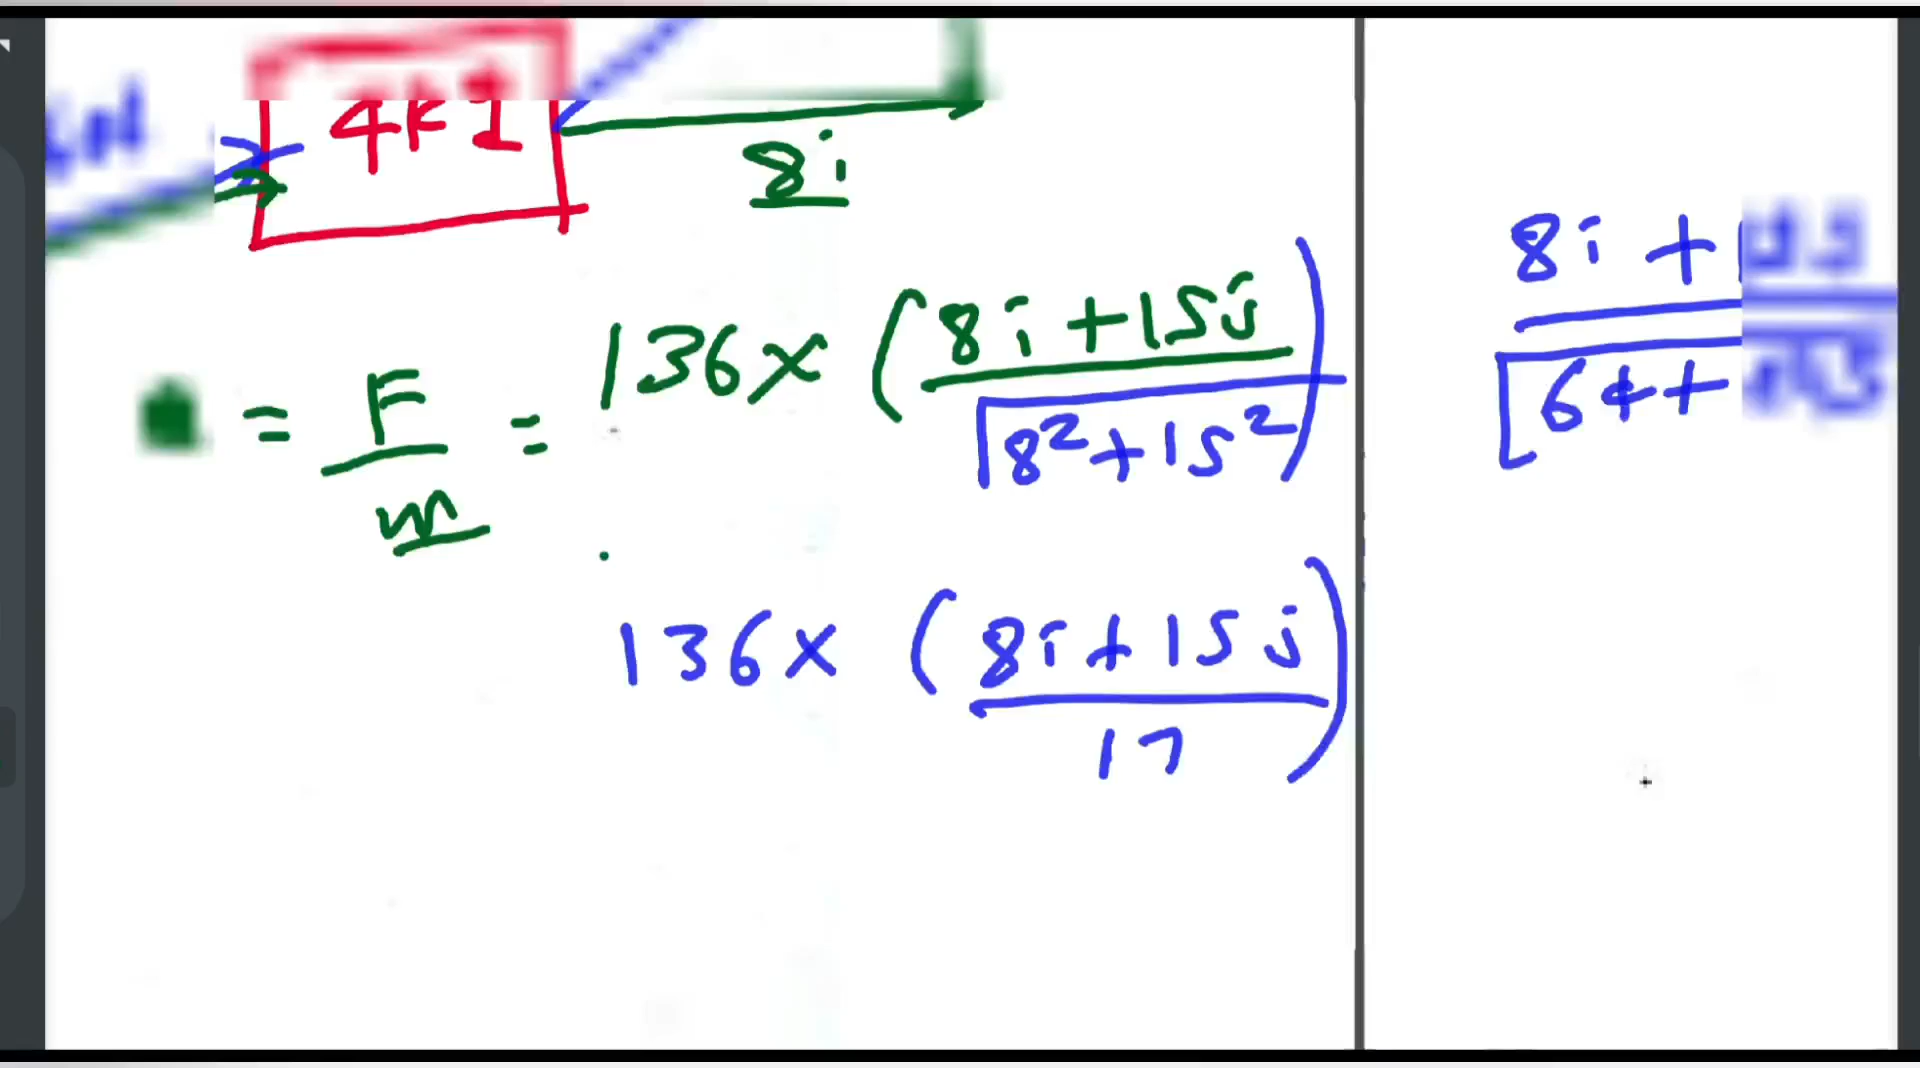 4kg
8i
= F/m = 136 x (8i + 15j / √8² + 15²)
8i +
√64 +
136 x (8i + 15j / 17)